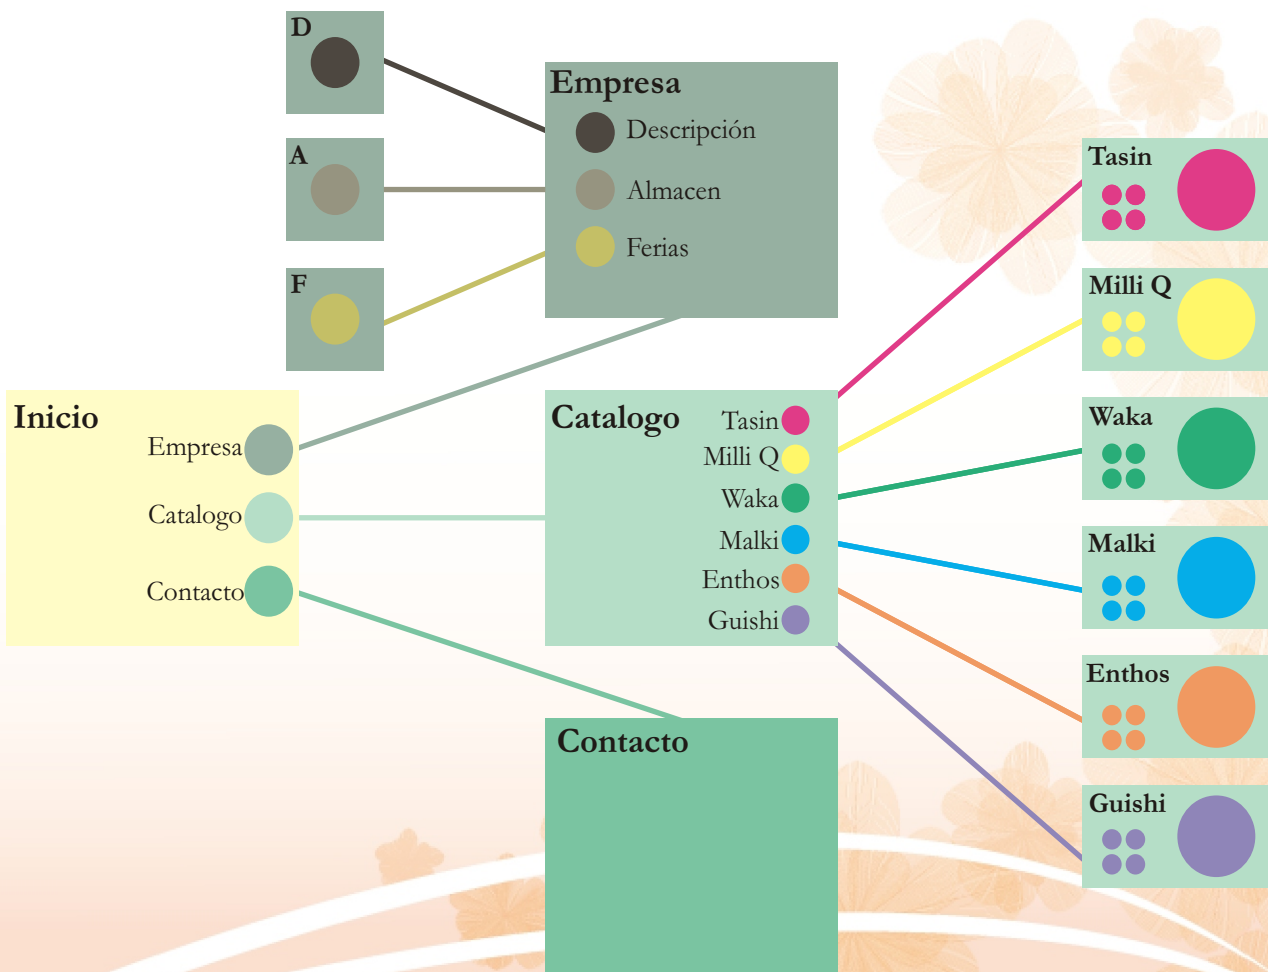 D
A
F
Empresa
Descripción
Almacen
Ferias
Inicio
Empresa
Catalogo
Contacto
Catalogo
Tasin
Milli Q
Waka
Malki
Enthos
Guishi
Contacto
Tasin
Milli Q
Waka
Malki
Enthos
Guishi